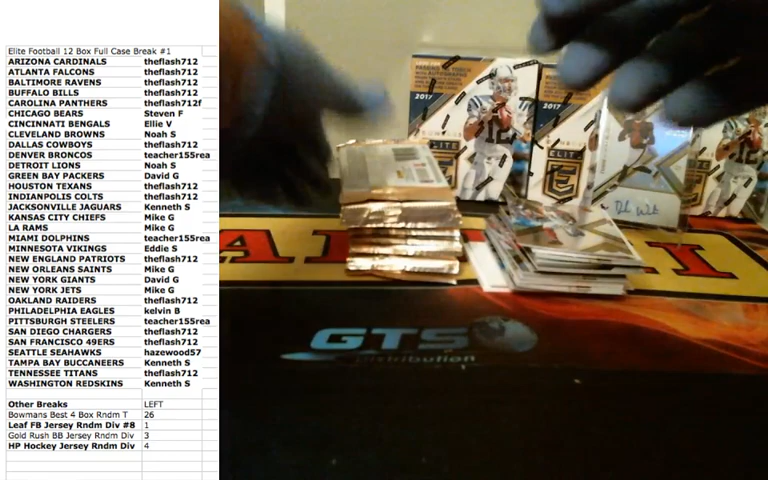 Elite Football 12 Box Full Case Break #1
ARIZONA CARDINALS theflash712
ATLANTA FALCONS theflash712
BALTIMORE RAVENS theflash712
BUFFALO BILLS theflash712
CAROLINA PANTHERS theflash712f
CHICAGO BEARS Steven F
CINCINNATI BENGALS Ellie V
CLEVELAND BROWNS Noah S
DALLAS COWBOYS theflash712
DENVER BRONCOS teacher155rea
DETROIT LIONS Noah S
GREEN BAY PACKERS David G
HOUSTON TEXANS theflash712
INDIANPOLIS COLTS theflash712
JACKSONVILLE JAGUARS Kenneth S
KANSAS CITY CHIEFS Mike G
LA RAMS Mike G
MIAMI DOLPHINS teacher155rea
MINNESOTA VIKINGS Eddie S
NEW ENGLAND PATRIOTS theflash712
NEW ORLEANS SAINTS Mike G
NEW YORK GIANTS David G
NEW YORK JETS Mike G
OAKLAND RAIDERS theflash712
PHILADELPHIA EAGLES kelvin B
PITTSBURGH STEELERS teacher155rea
SAN DIEGO CHARGERS theflash712
SAN FRANCISCO 49ERS theflash712
SEATTLE SEAHAWKS hazewood57
TAMPA BAY BUCCANEERS Kenneth S
TENNESSEE TITANS theflash712
WASHINGTON REDSKINS Kenneth S
Other Breaks LEFT
Bowmans Best 4 Box Rndm T 26
Leaf FB Jersey Rndm Div #8 1
Gold Rush BB Jersey Rndm Div 3
HP Hockey Jersey Rndm Div 4
2017
ELITE
E
2017
ELITE
E
12
12
GTS
distribution